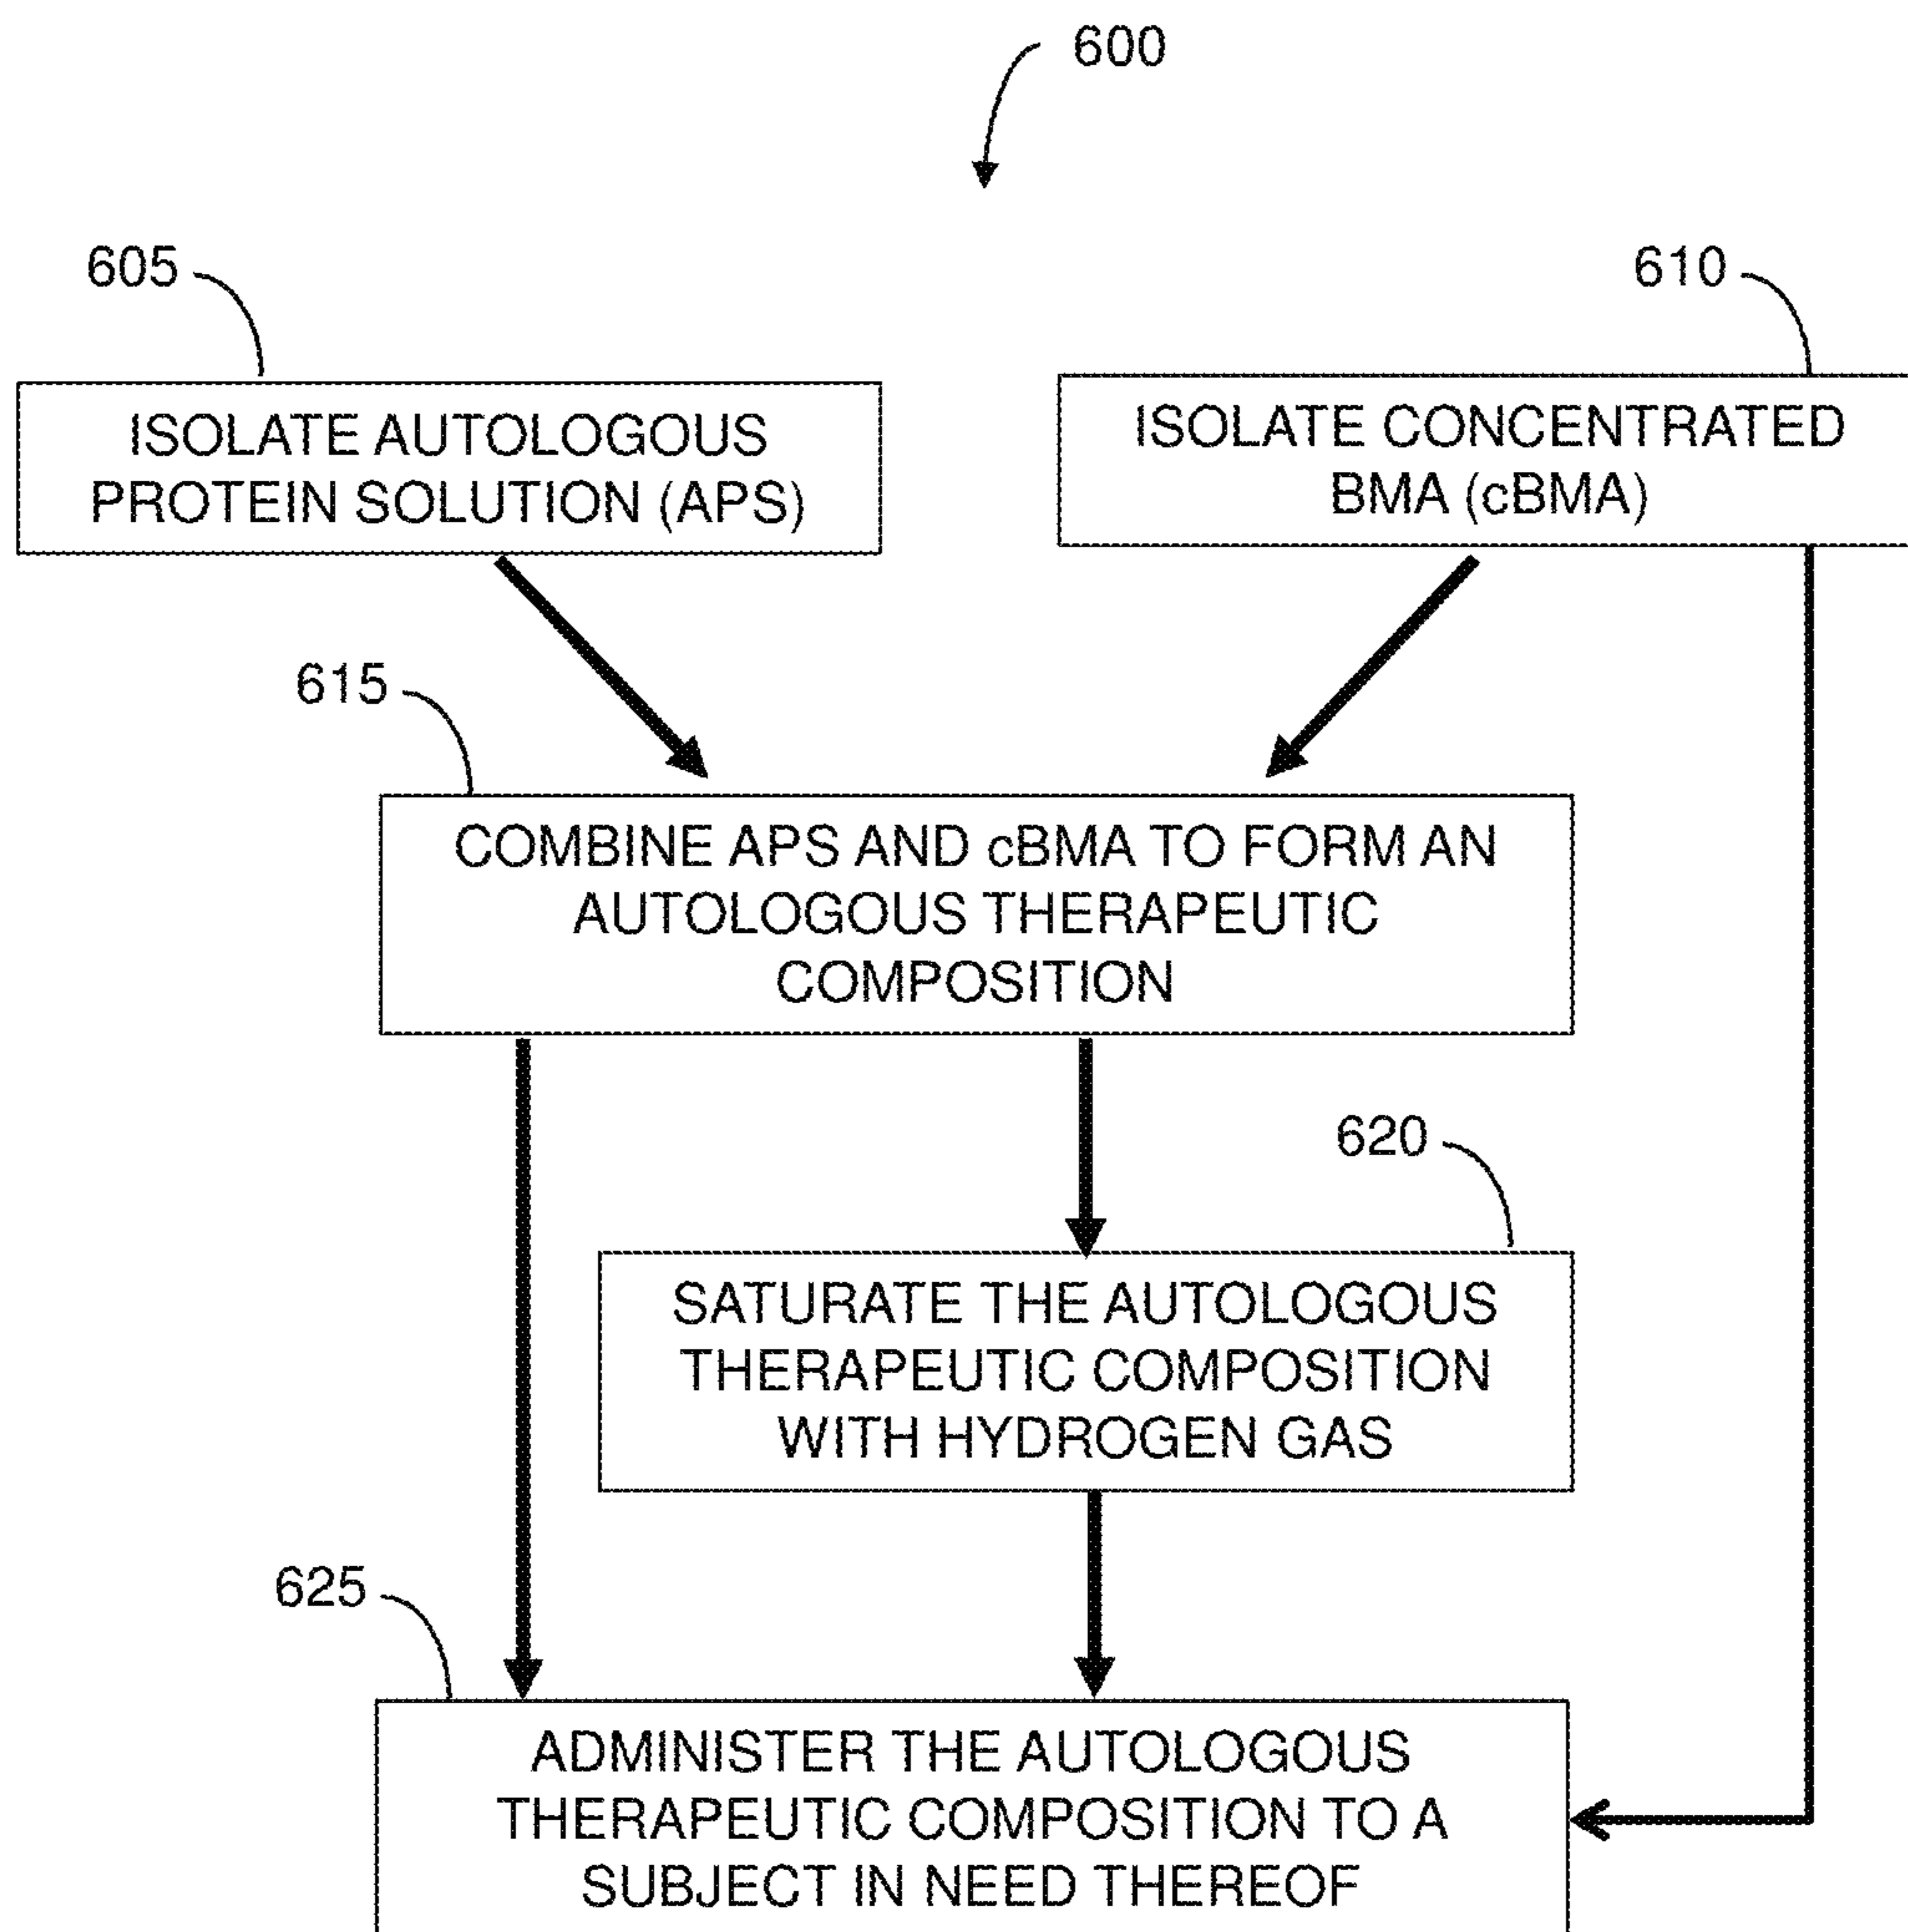 600
605
610
ISOLATE AUTOLOGOUS
PROTEIN SOLUTION (APS)
ISOLATE CONCENTRATED
BMA (cBMA)
615
COMBINE APS AND cBMA TO FORM AN
AUTOLOGOUS THERAPEUTIC
COMPOSITION
620
SATURATE THE AUTOLOGOUS
THERAPEUTIC COMPOSITION
WITH HYDROGEN GAS
625
ADMINISTER THE AUTOLOGOUS
THERAPEUTIC COMPOSITION TO A
SUBJECT IN NEED THEREOF